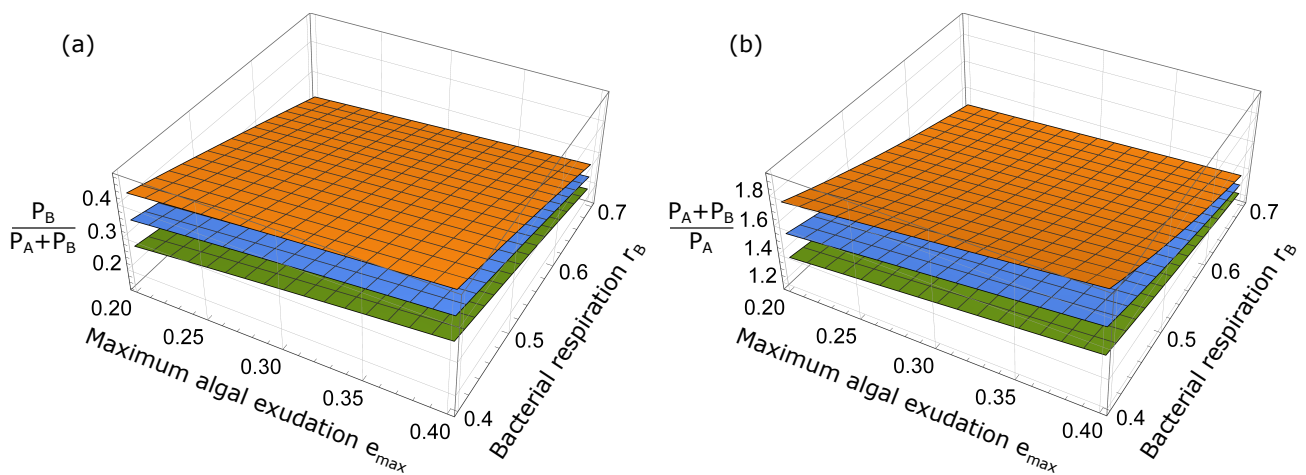 (a)
P_B
P_A+P_B
0.4
0.3
0.2
0.20
0.25
0.30
0.35
0.40
Maximum algal exudation e_max
0.4
0.5
0.6
0.7
Bacterial respiration r_B
(b)
P_A+P_B
P_A
1.8
1.6
1.4
1.2
0.20
0.25
0.30
0.35
0.40
Maximum algal exudation e_max
0.4
0.5
0.6
0.7
Bacterial respiration r_B